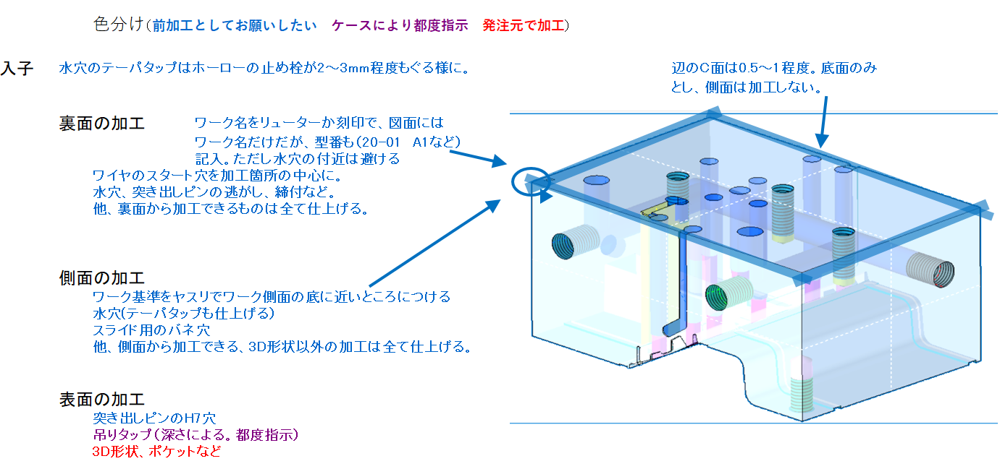 色分け(前加工としてお願いしたい　ケースにより都度指示　発注元で加工)
入子
水穴のテーパタップはホーローの止め栓が2～3mm程度もぐる様に。
辺のC面は0.5～1程度。底面のみ
とし、側面は加工しない。
裏面の加工
ワーク名をリューターか刻印で、図面には
ワーク名だけだが、型番も(20-01　A1など)
記入。ただし水穴の付近は避ける
ワイヤのスタート穴を加工箇所の中心に。
水穴、突き出しピンの逃がし、締付など。
他、裏面から加工できるものは全て仕上げる。
側面の加工
ワーク基準をヤスリでワーク側面の底に近いところにつける
水穴(テーパタップも仕上げる)
スライド用のバネ穴
他、側面から加工できる、3D形状以外の加工は全て仕上げる。
表面の加工
突き出しピンのH7穴
吊りタップ(深さによる。都度指示)
3D形状、ポケットなど